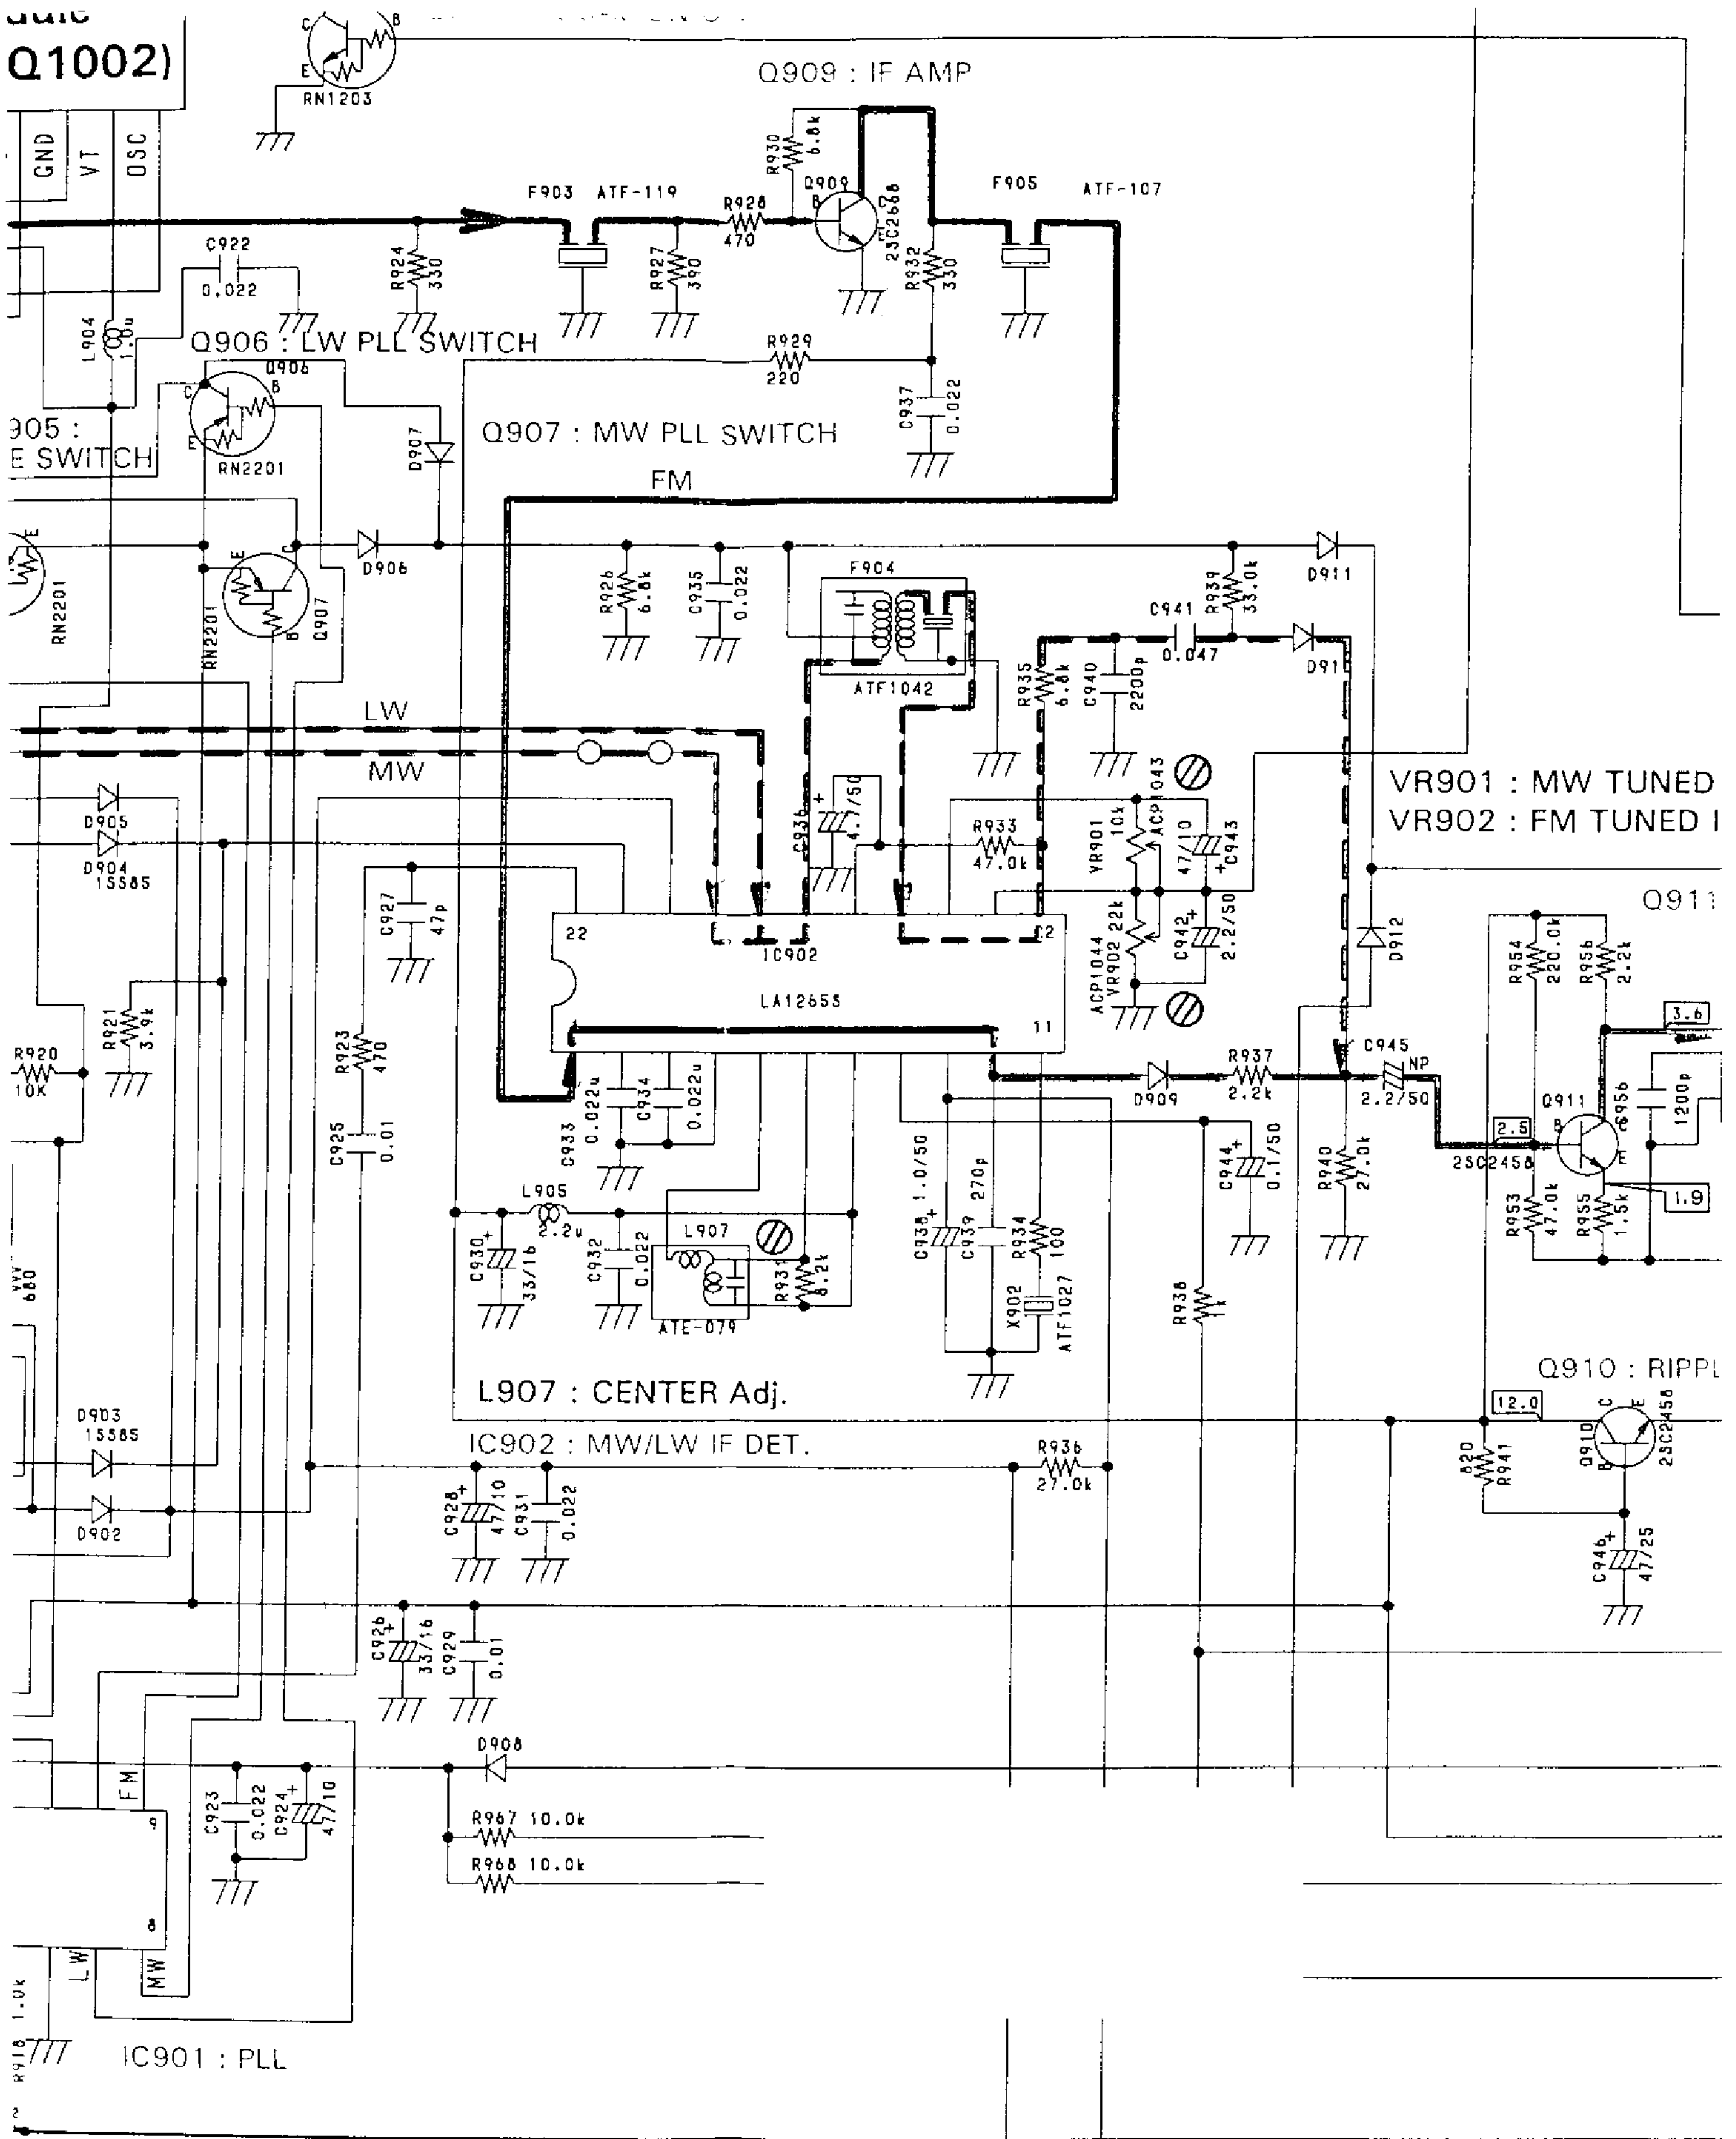 Q1002)
C
B
E
RN1203
Q909 : IF AMP
GND
VT
OSC
F903 ATF-119
R930
6.8k
Q909
B
2SC2668
R928
470
F905 ATF-107
C922
0.022
R924
330
R927
390
R932
330
L904
Q906 : LW PLL SWITCH
R929
220
C937
0.022
Q906
C
B
E
RN2201
905 :
E SWITCH
D907
Q907 : MW PLL SWITCH
FM
E
RN2201
E
C
RN2201
B
Q907
D906
R926
6.8k
C935
0.022
F904
ATF1042
D911
R939
33.0k
C941
0.047
D91
R935
6.8k
C940
2200p
LW
MW
D905
D904
1SS85
C936
+
4.7/50
R933
47.0k
VR901
10k
ACP1043
47/10
C943
+
VR901 : MW TUNED
VR902 : FM TUNED
C927
47p
22
IC902
12
LA1265S
11
ACP1044
VR902 22k
C942
+
2.2/50
D912
Q911
R954
220.0k
R956
2.2k
3.6
R921
3.9k
R920
10K
R923
470
C925
0.01
C933
0.022u
C934
0.022u
D909
R937
2.2k
C945
NP
2.2/50
Q911
B
E
2.5
2SC2458
C956
1200p
1.9
R953
47.0k
R955
1.5k
L905
2.2u
C930
+
33/16
C932
0.022
L907
ATE-079
R931
8.2k
C938
+
1.0/50
C939
270p
R934
100
X902
ATF1027
C944
+
0.1/50
R940
27.0k
R938
1k
680
L907 : CENTER Adj.
Q910 : RIPPL
12.0
C
E
Q910
B
2SC2458
820
R941
D903
1SS85
IC902 : MW/LW IF DET.
R936
27.0k
C928
+
47/10
C931
0.022
D902
C946
+
47/25
C926
+
33/16
C929
0.01
D908
FM
9
C923
0.022
C924
+
47/10
R967 10.0k
R968 10.0k
8
LW
MW
R918 1.0k
IC901 : PLL
2